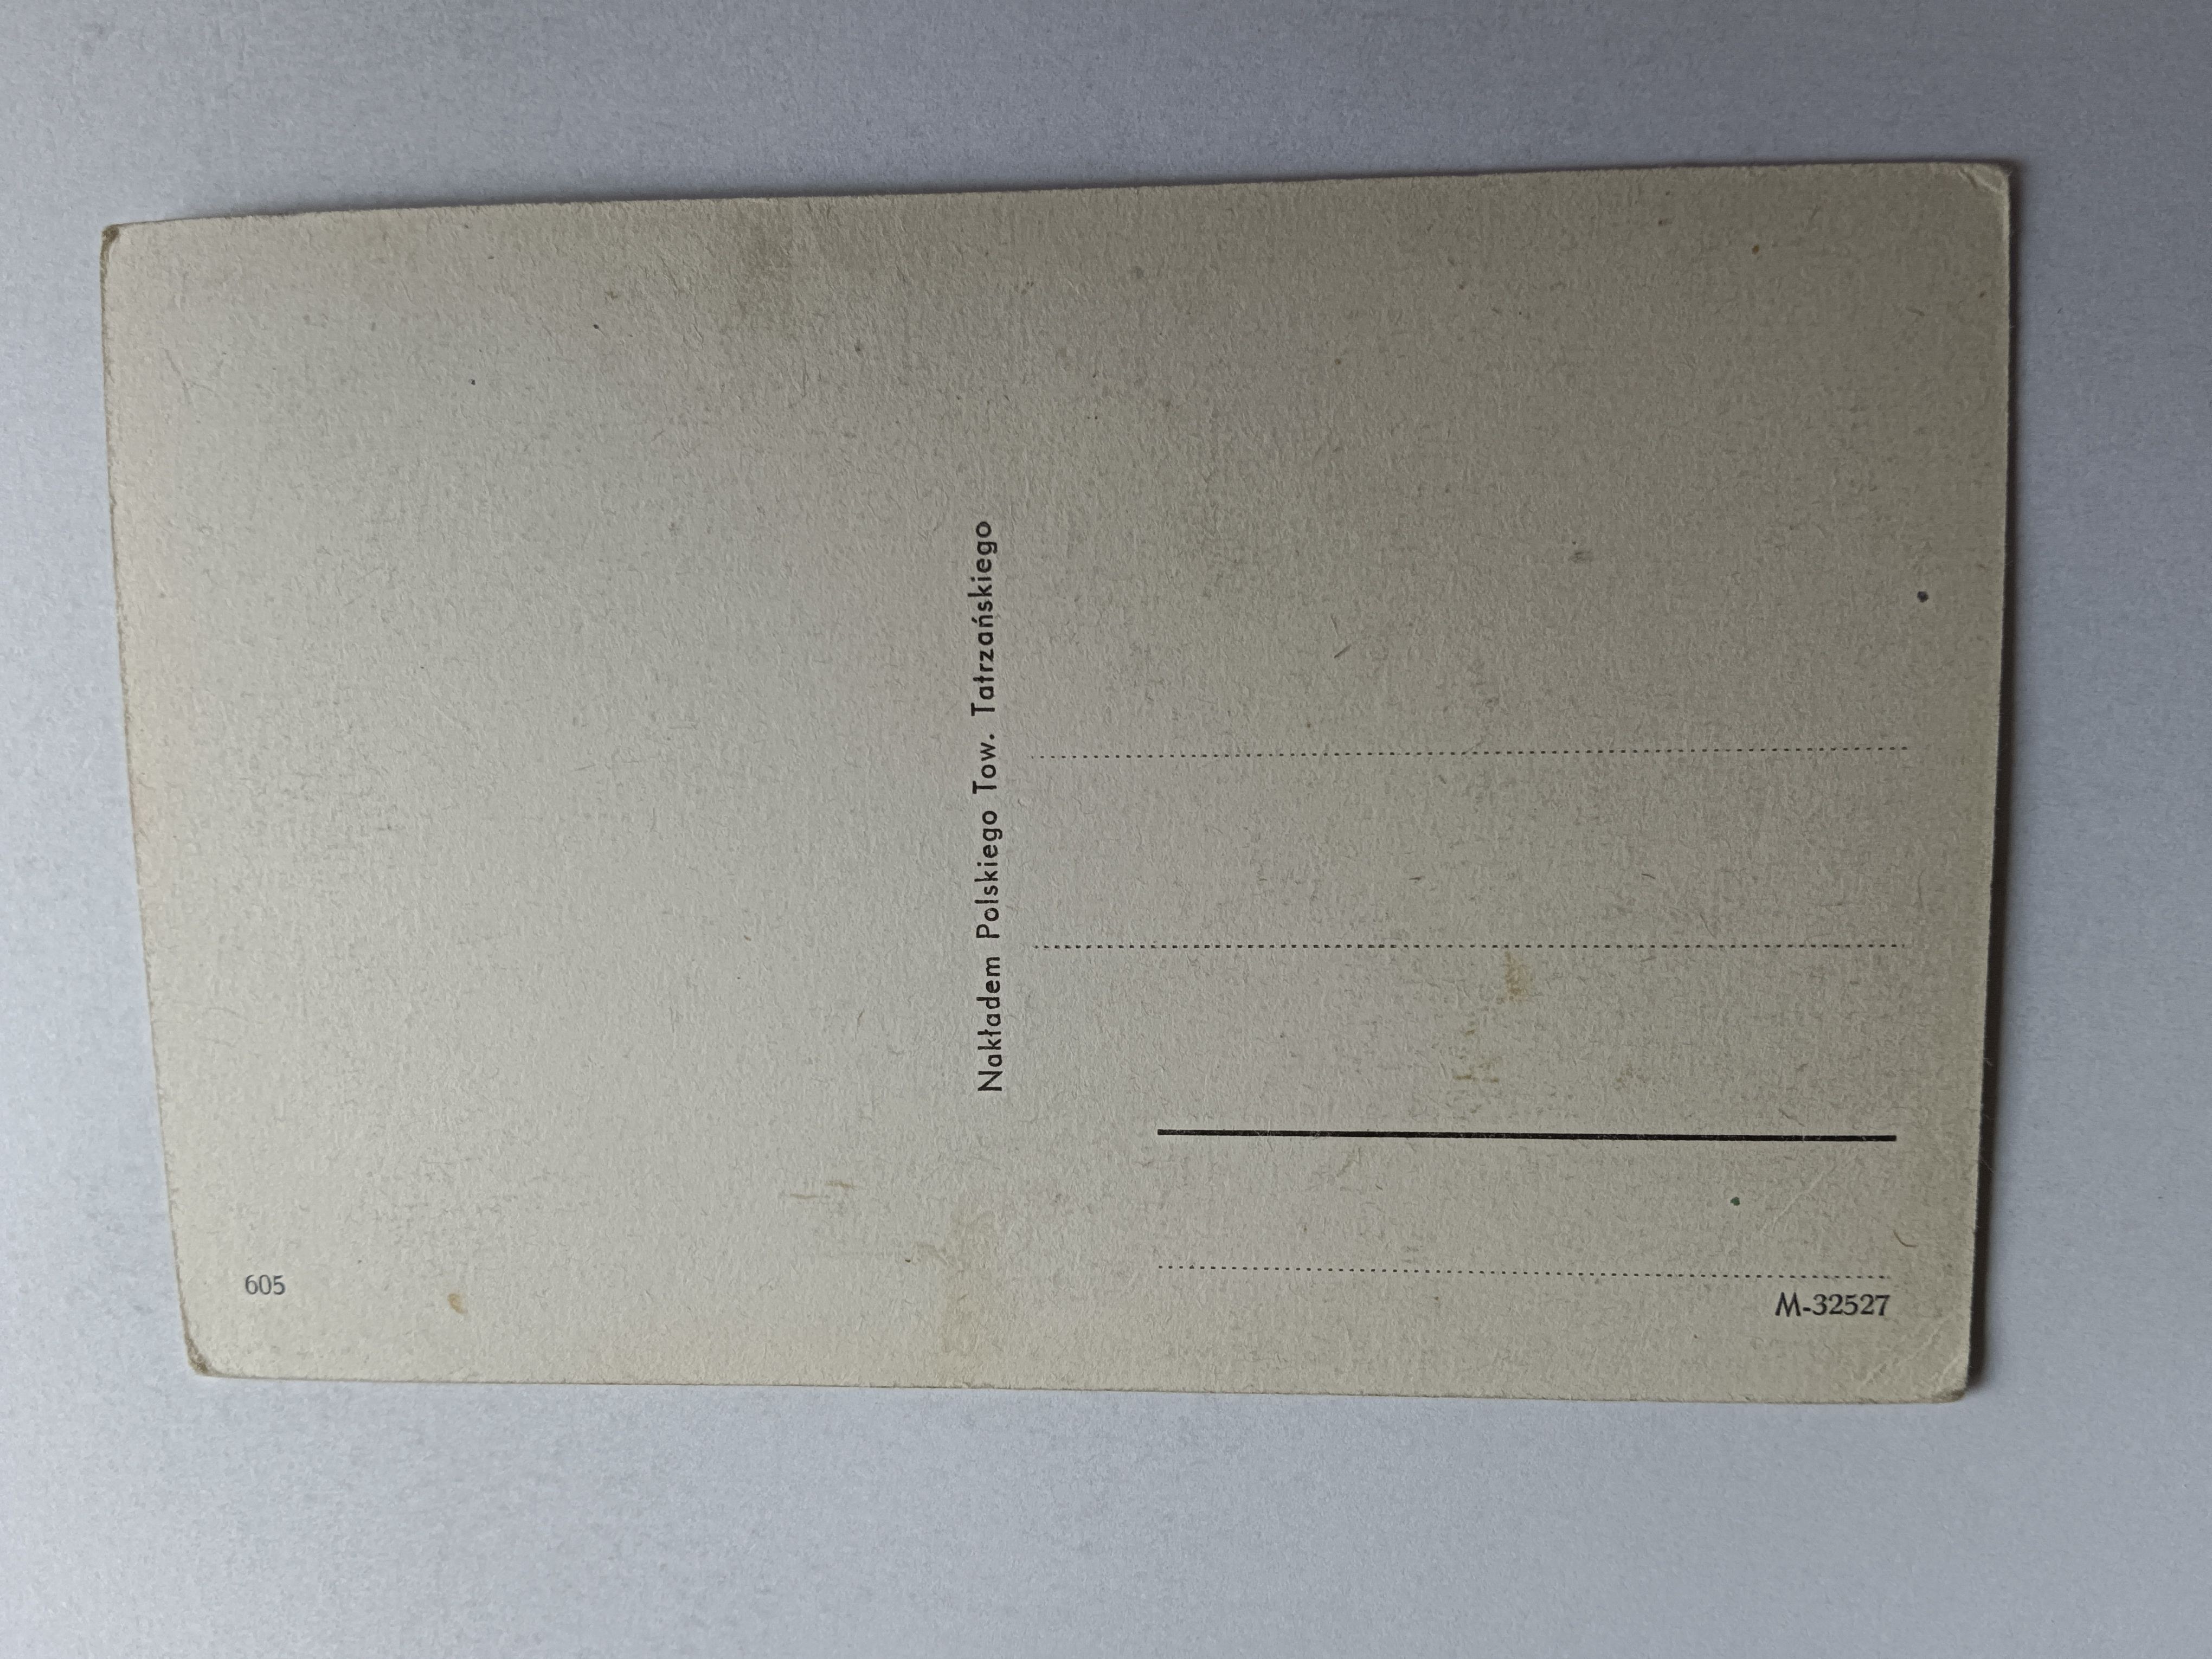 Nakładem Polskiego Tow. Tatrzańskiego
605
M-32527